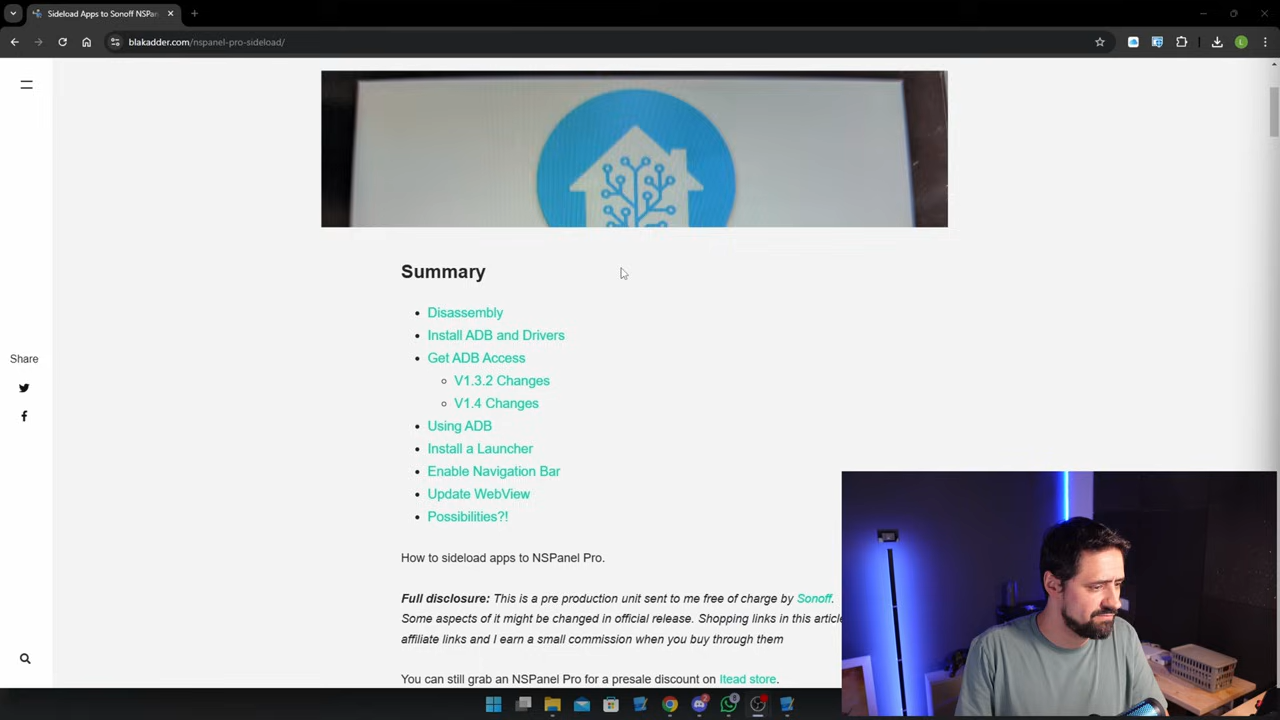 Sideload Apps to Sonoff NSPan
blakadder.com/nspanel-pro-sideload/
L
Summary
Disassembly
Install ADB and Drivers
Get ADB Access
V1.3.2 Changes
V1.4 Changes
Using ADB
Install a Launcher
Enable Navigation Bar
Update WebView
Possibilities?!
Share
How to sideload apps to NSPanel Pro.
Full disclosure: This is a pre production unit sent to me free of charge by Sonoff.
Some aspects of it might be changed in official release. Shopping links in this article
affiliate links and I earn a small commission when you buy through them
You can still grab an NSPanel Pro for a presale discount on Itead store.